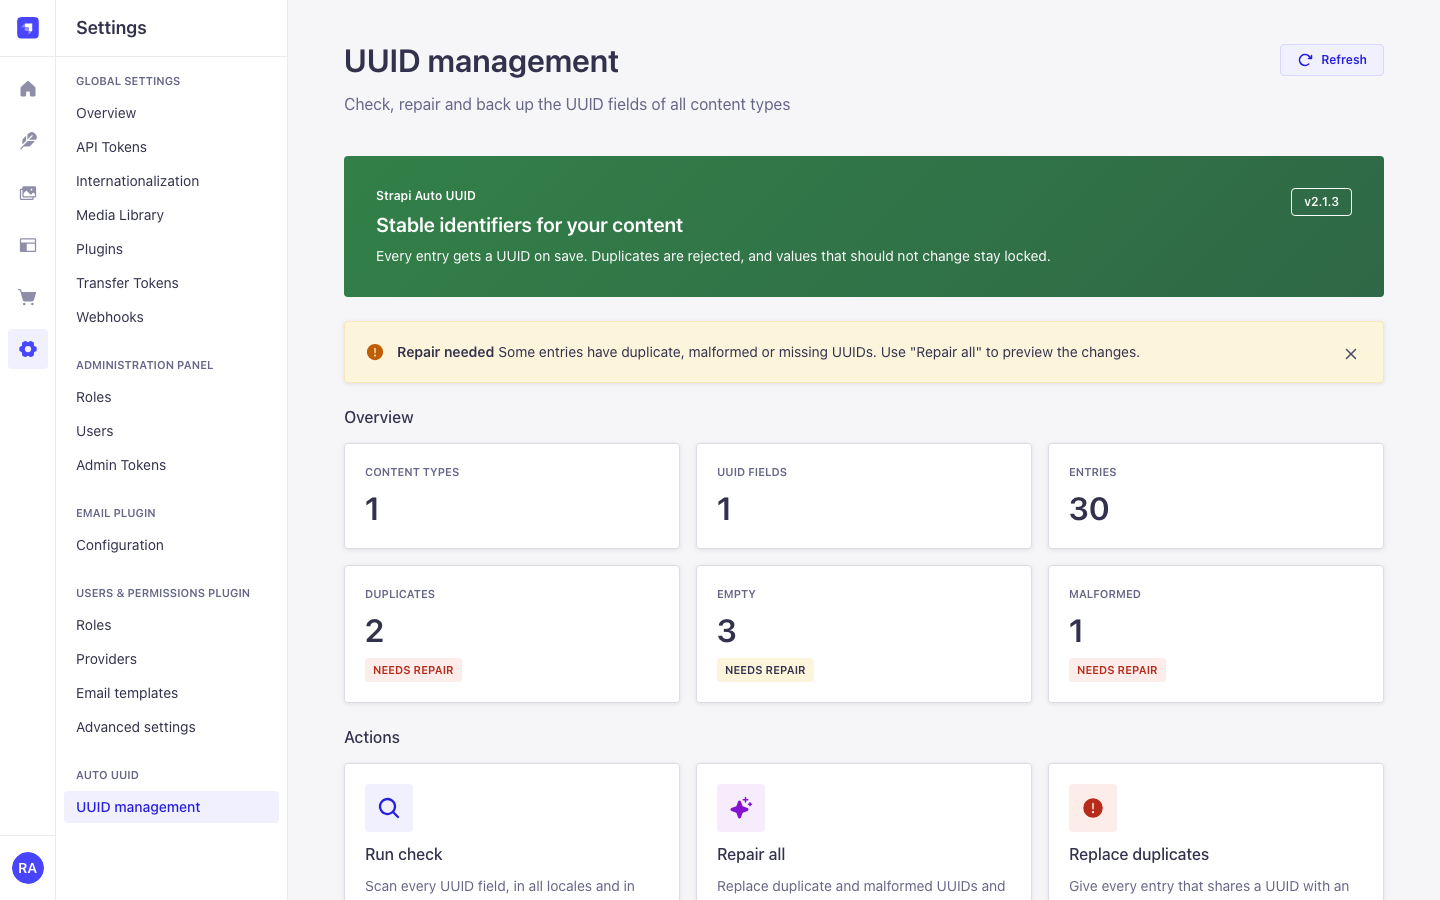 Settings
GLOBAL SETTINGS
Overview
API Tokens
Internationalization
Media Library
Plugins
Transfer Tokens
Webhooks
ADMINISTRATION PANEL
Roles
Users
Admin Tokens
EMAIL PLUGIN
Configuration
USERS & PERMISSIONS PLUGIN
Roles
Providers
Email templates
Advanced settings
AUTO UUID
UUID management
RA
UUID management
Refresh
Check, repair and back up the UUID fields of all content types
Strapi Auto UUID
v2.1.3
Stable identifiers for your content
Every entry gets a UUID on save. Duplicates are rejected, and values that should not change stay locked.
Repair needed Some entries have duplicate, malformed or missing UUIDs. Use "Repair all" to preview the changes.
Overview
CONTENT TYPES
1
UUID FIELDS
1
ENTRIES
30
DUPLICATES
2
NEEDS REPAIR
EMPTY
3
NEEDS REPAIR
MALFORMED
1
NEEDS REPAIR
Actions
Run check
Scan every UUID field, in all locales and in
Repair all
Replace duplicate and malformed UUIDs and
Replace duplicates
Give every entry that shares a UUID with an